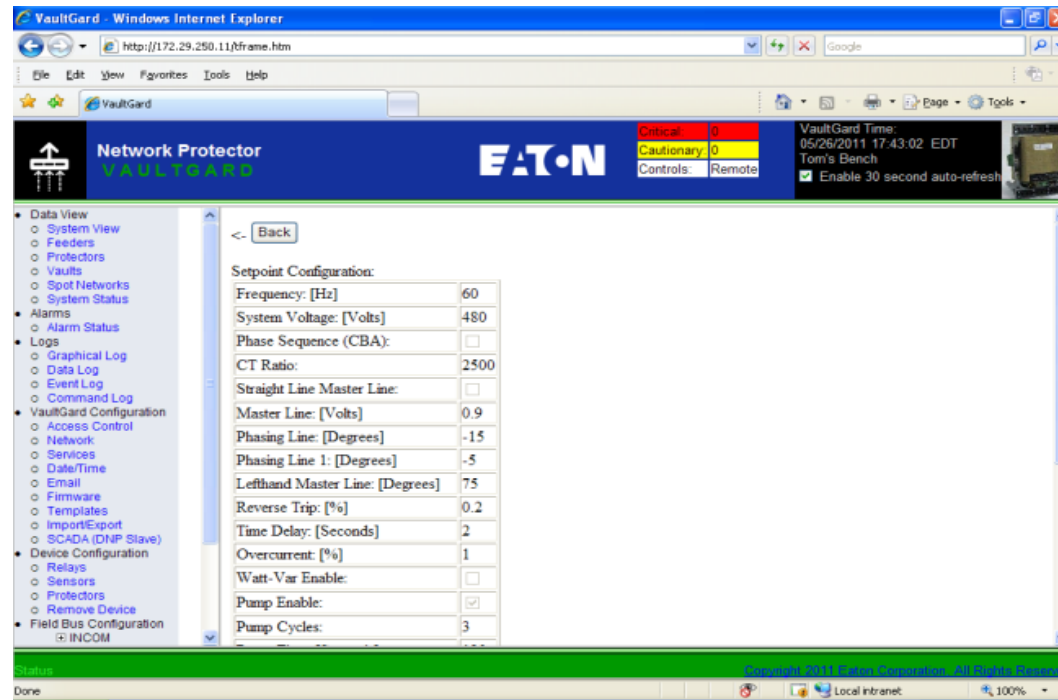 VaultGard - Windows Internet Explorer
http://172.29.250.11/tframe.htm
Google
File Edit View Favorites Tools Help
VaultGard
Page Tools
Network Protector
VAULTGARD
EATON
Critical: 0
Cautionary: 0
Controls: Remote
VaultGard Time:
05/26/2011 17:43:02 EDT
Tom's Bench
Enable 30 second auto-refresh
Data View
System View
Feeders
Protectors
Vaults
Spot Networks
System Status
Alarms
Alarm Status
Logs
Graphical Log
Data Log
Event Log
Command Log
VaultGard Configuration
Access Control
Network
Services
Date/Time
Email
Firmware
Templates
Import/Export
SCADA (DNP Slave)
Device Configuration
Relays
Sensors
Protectors
Remove Device
Field Bus Configuration
INCOM
<- Back
Setpoint Configuration:
Frequency: [Hz] 60
System Voltage: [Volts] 480
Phase Sequence (CBA):
CT Ratio: 2500
Straight Line Master Line:
Master Line: [Volts] 0.9
Phasing Line: [Degrees] -15
Phasing Line 1: [Degrees] -5
Lefthand Master Line: [Degrees] 75
Reverse Trip: [%] 0.2
Time Delay: [Seconds] 2
Overcurrent: [%] 1
Watt-Var Enable:
Pump Enable:
Pump Cycles: 3
Status
Copyright 2011 Eaton Corporation. All Rights Reserv
Done
Local intranet
100%